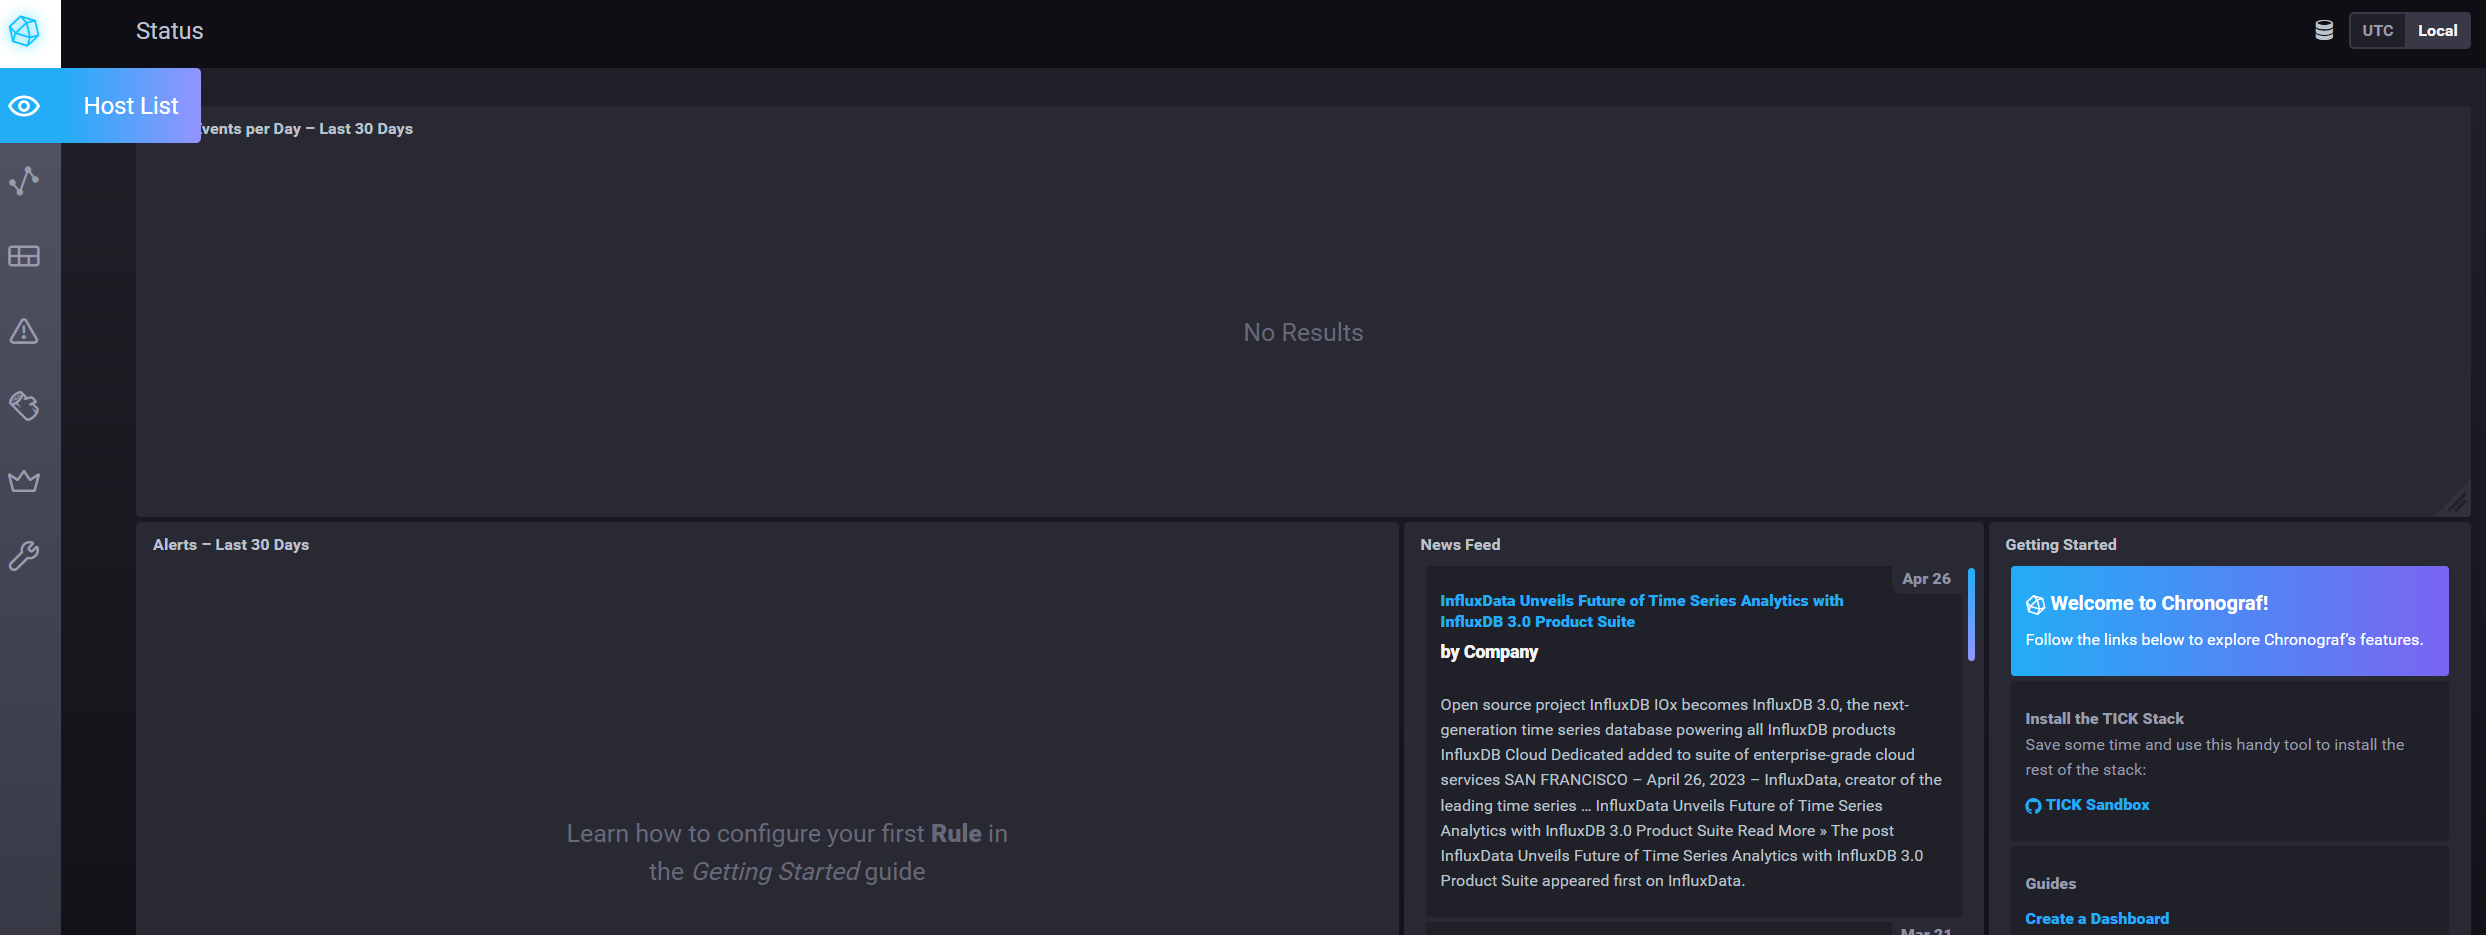 Status
UTC
Local
Host List
vents per Day – Last 30 Days
No Results
Alerts – Last 30 Days
Learn how to configure your first Rule in
the Getting Started guide
News Feed
Apr 26
InfluxData Unveils Future of Time Series Analytics with
InfluxDB 3.0 Product Suite
by Company
Open source project InfluxDB IOx becomes InfluxDB 3.0, the next-
generation time series database powering all InfluxDB products
InfluxDB Cloud Dedicated added to suite of enterprise-grade cloud
services SAN FRANCISCO – April 26, 2023 – InfluxData, creator of the
leading time series ... InfluxData Unveils Future of Time Series
Analytics with InfluxDB 3.0 Product Suite Read More » The post
InfluxData Unveils Future of Time Series Analytics with InfluxDB 3.0
Product Suite appeared first on InfluxData.
Mar 21
Getting Started
Welcome to Chronograf!
Follow the links below to explore Chronograf's features.
Install the TICK Stack
Save some time and use this handy tool to install the
rest of the stack:
TICK Sandbox
Guides
Create a Dashboard